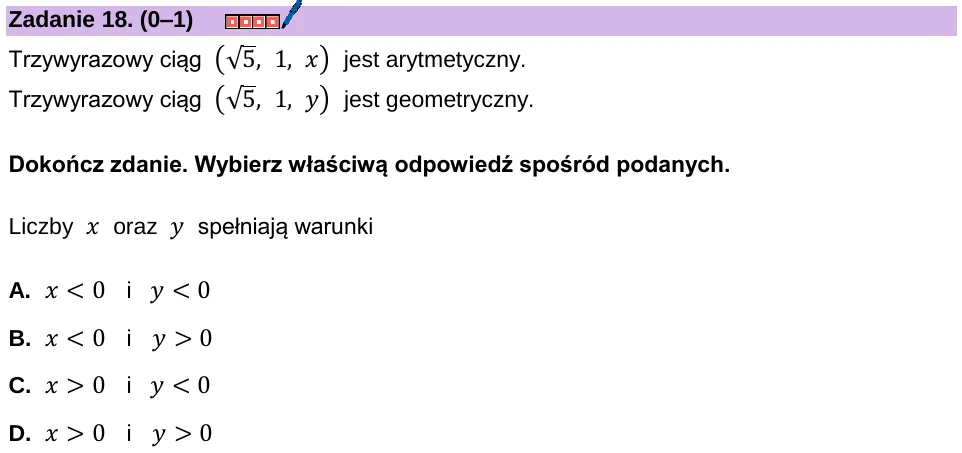 Zadanie 18. (0–1)
Trzywyrazowy ciąg (√5, 1, x) jest arytmetyczny.
Trzywyrazowy ciąg (√5, 1, y) jest geometryczny.
Dokończ zdanie. Wybierz właściwą odpowiedź spośród podanych.
Liczby x oraz y spełniają warunki
A. x < 0 i y < 0
B. x < 0 i y > 0
C. x > 0 i y < 0
D. x > 0 i y > 0